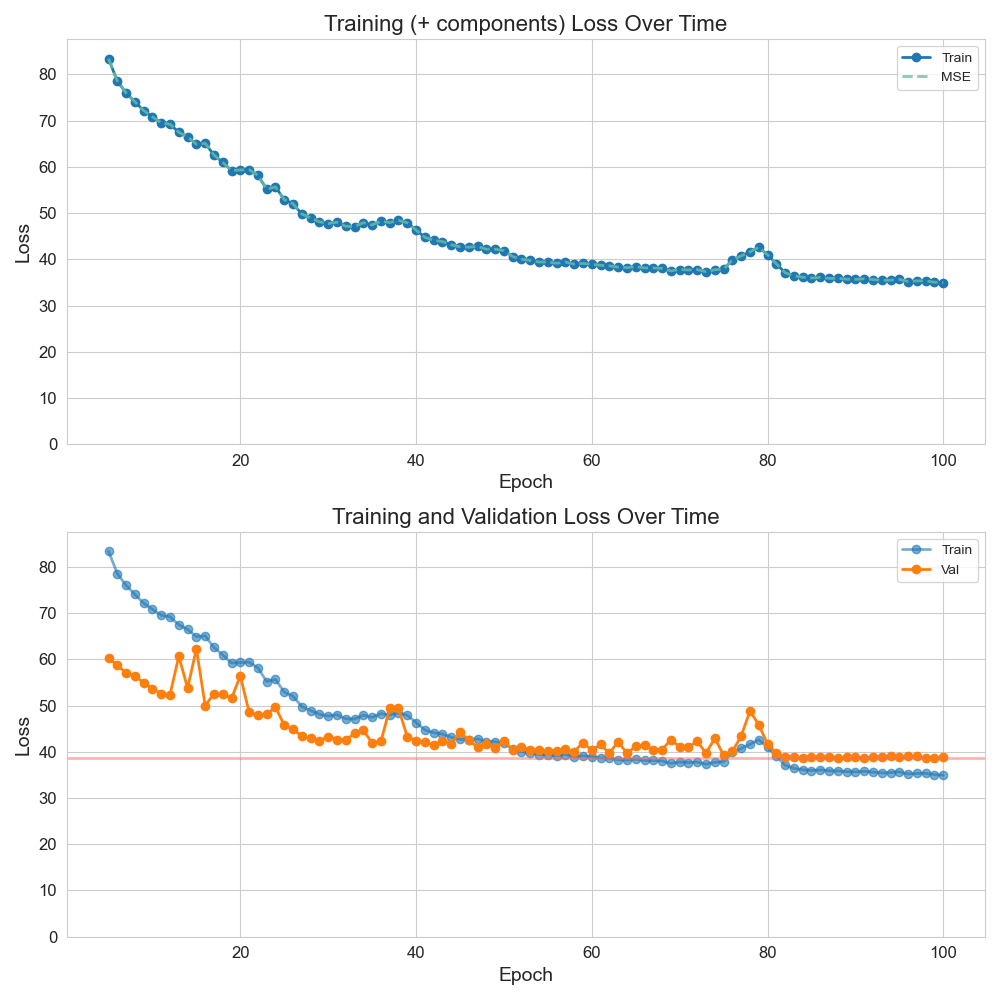 Training (+ components) Loss Over Time
Train
MSE
Loss
80
70
60
50
40
30
20
10
0
20 40 60 80 100
Epoch
Training and Validation Loss Over Time
Train
Val
Loss
80
70
60
50
40
30
20
10
0
20 40 60 80 100
Epoch